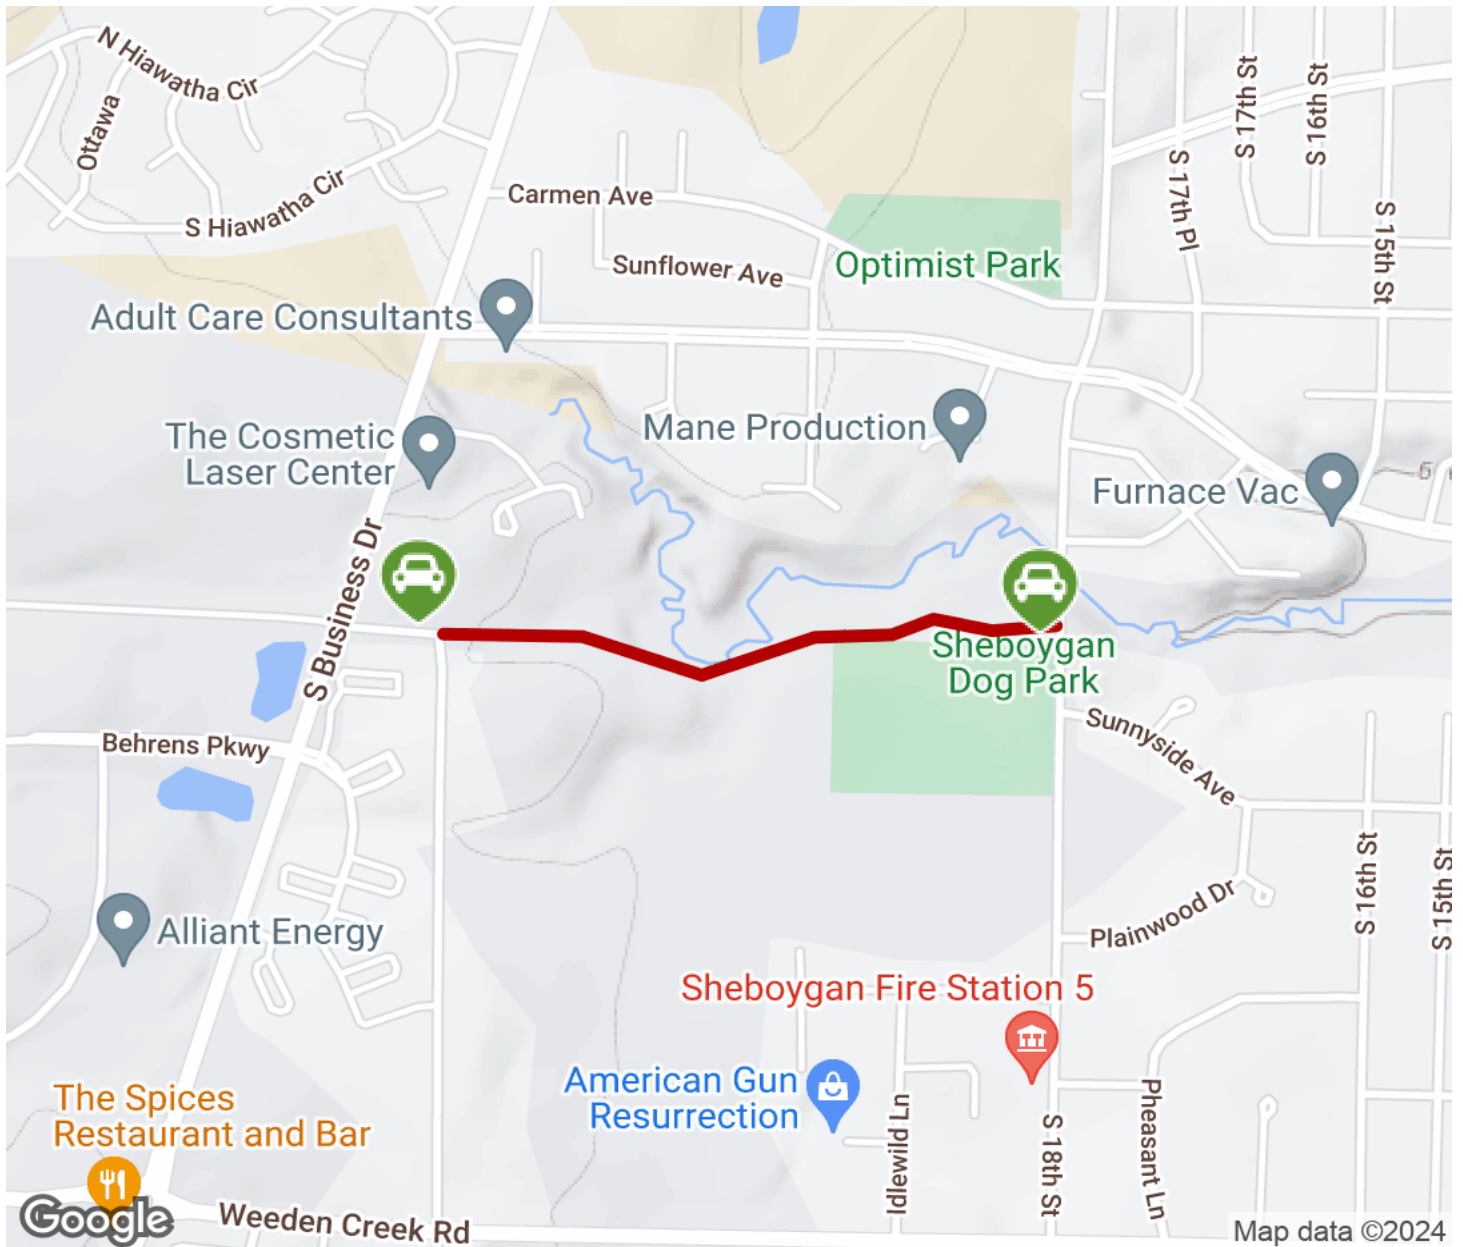 N Hiawatha Cir
Ottawa
S Hiawatha Cir
Carmen Ave
Sunflower Ave
Optimist Park
S 17th St
S 16th St
S 17th Pl
S 15th St
Adult Care Consultants
The Cosmetic
Laser Center
Mane Production
Furnace Vac
S Business Dr
Sheboygan
Dog Park
Behrens Pkwy
Sunnyside Ave
S 16th St
S 15th St
Plainwood Dr
Alliant Energy
Sheboygan Fire Station 5
American Gun
Resurrection
The Spices
Restaurant and Bar
Idlewild Ln
S 18th St
Pheasant Ln
Google
Weeden Creek Rd
Map data ©2024